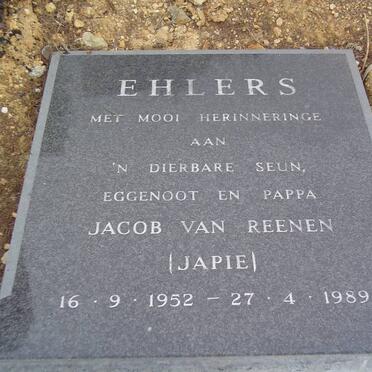 EHLERS
MET MOOI HERINNERINGE
AAN
'N DIERBARE SEUN,
EGGENOOT EN PAPPA
JACOB VAN REENEN
(JAPIE)
16 · 9 · 1952 – 27 · 4 · 1989